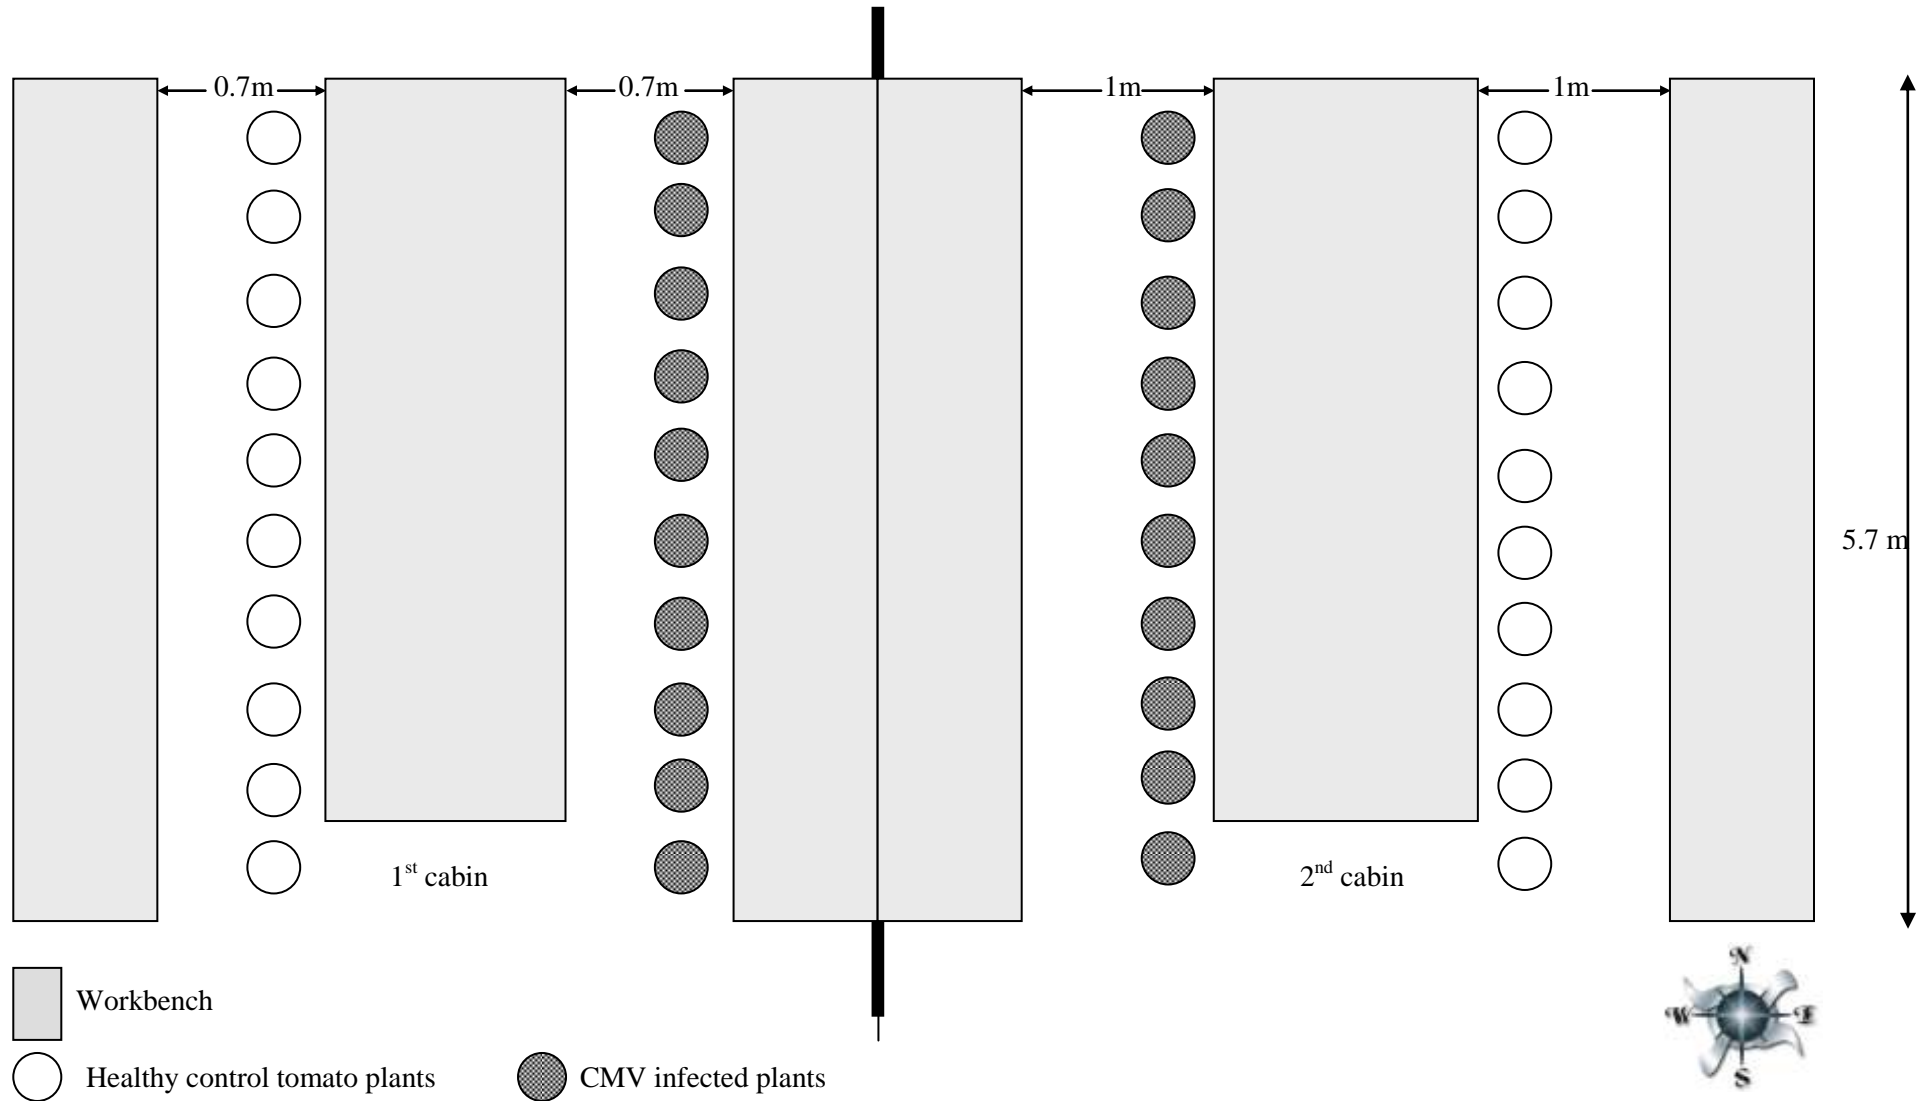 0.7m 0.7m 1m 1m
5.7 m
1st cabin 2nd cabin
Workbench
Healthy control tomato plants CMV infected plants
N
W E
S